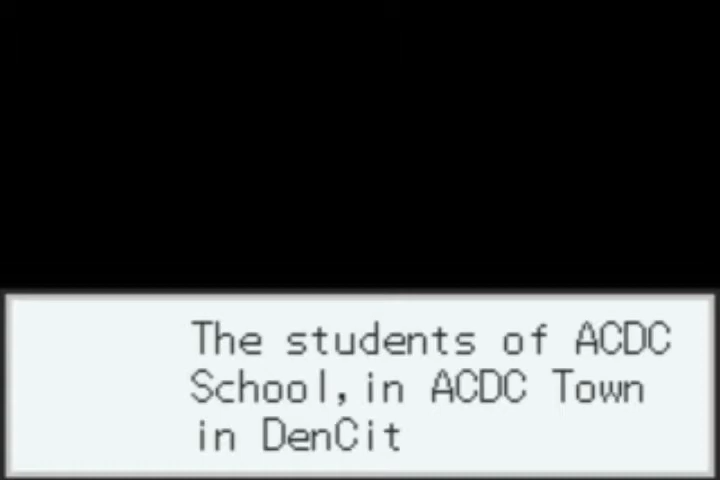 The students of ACDC
School,in ACDC Town
in DenCit